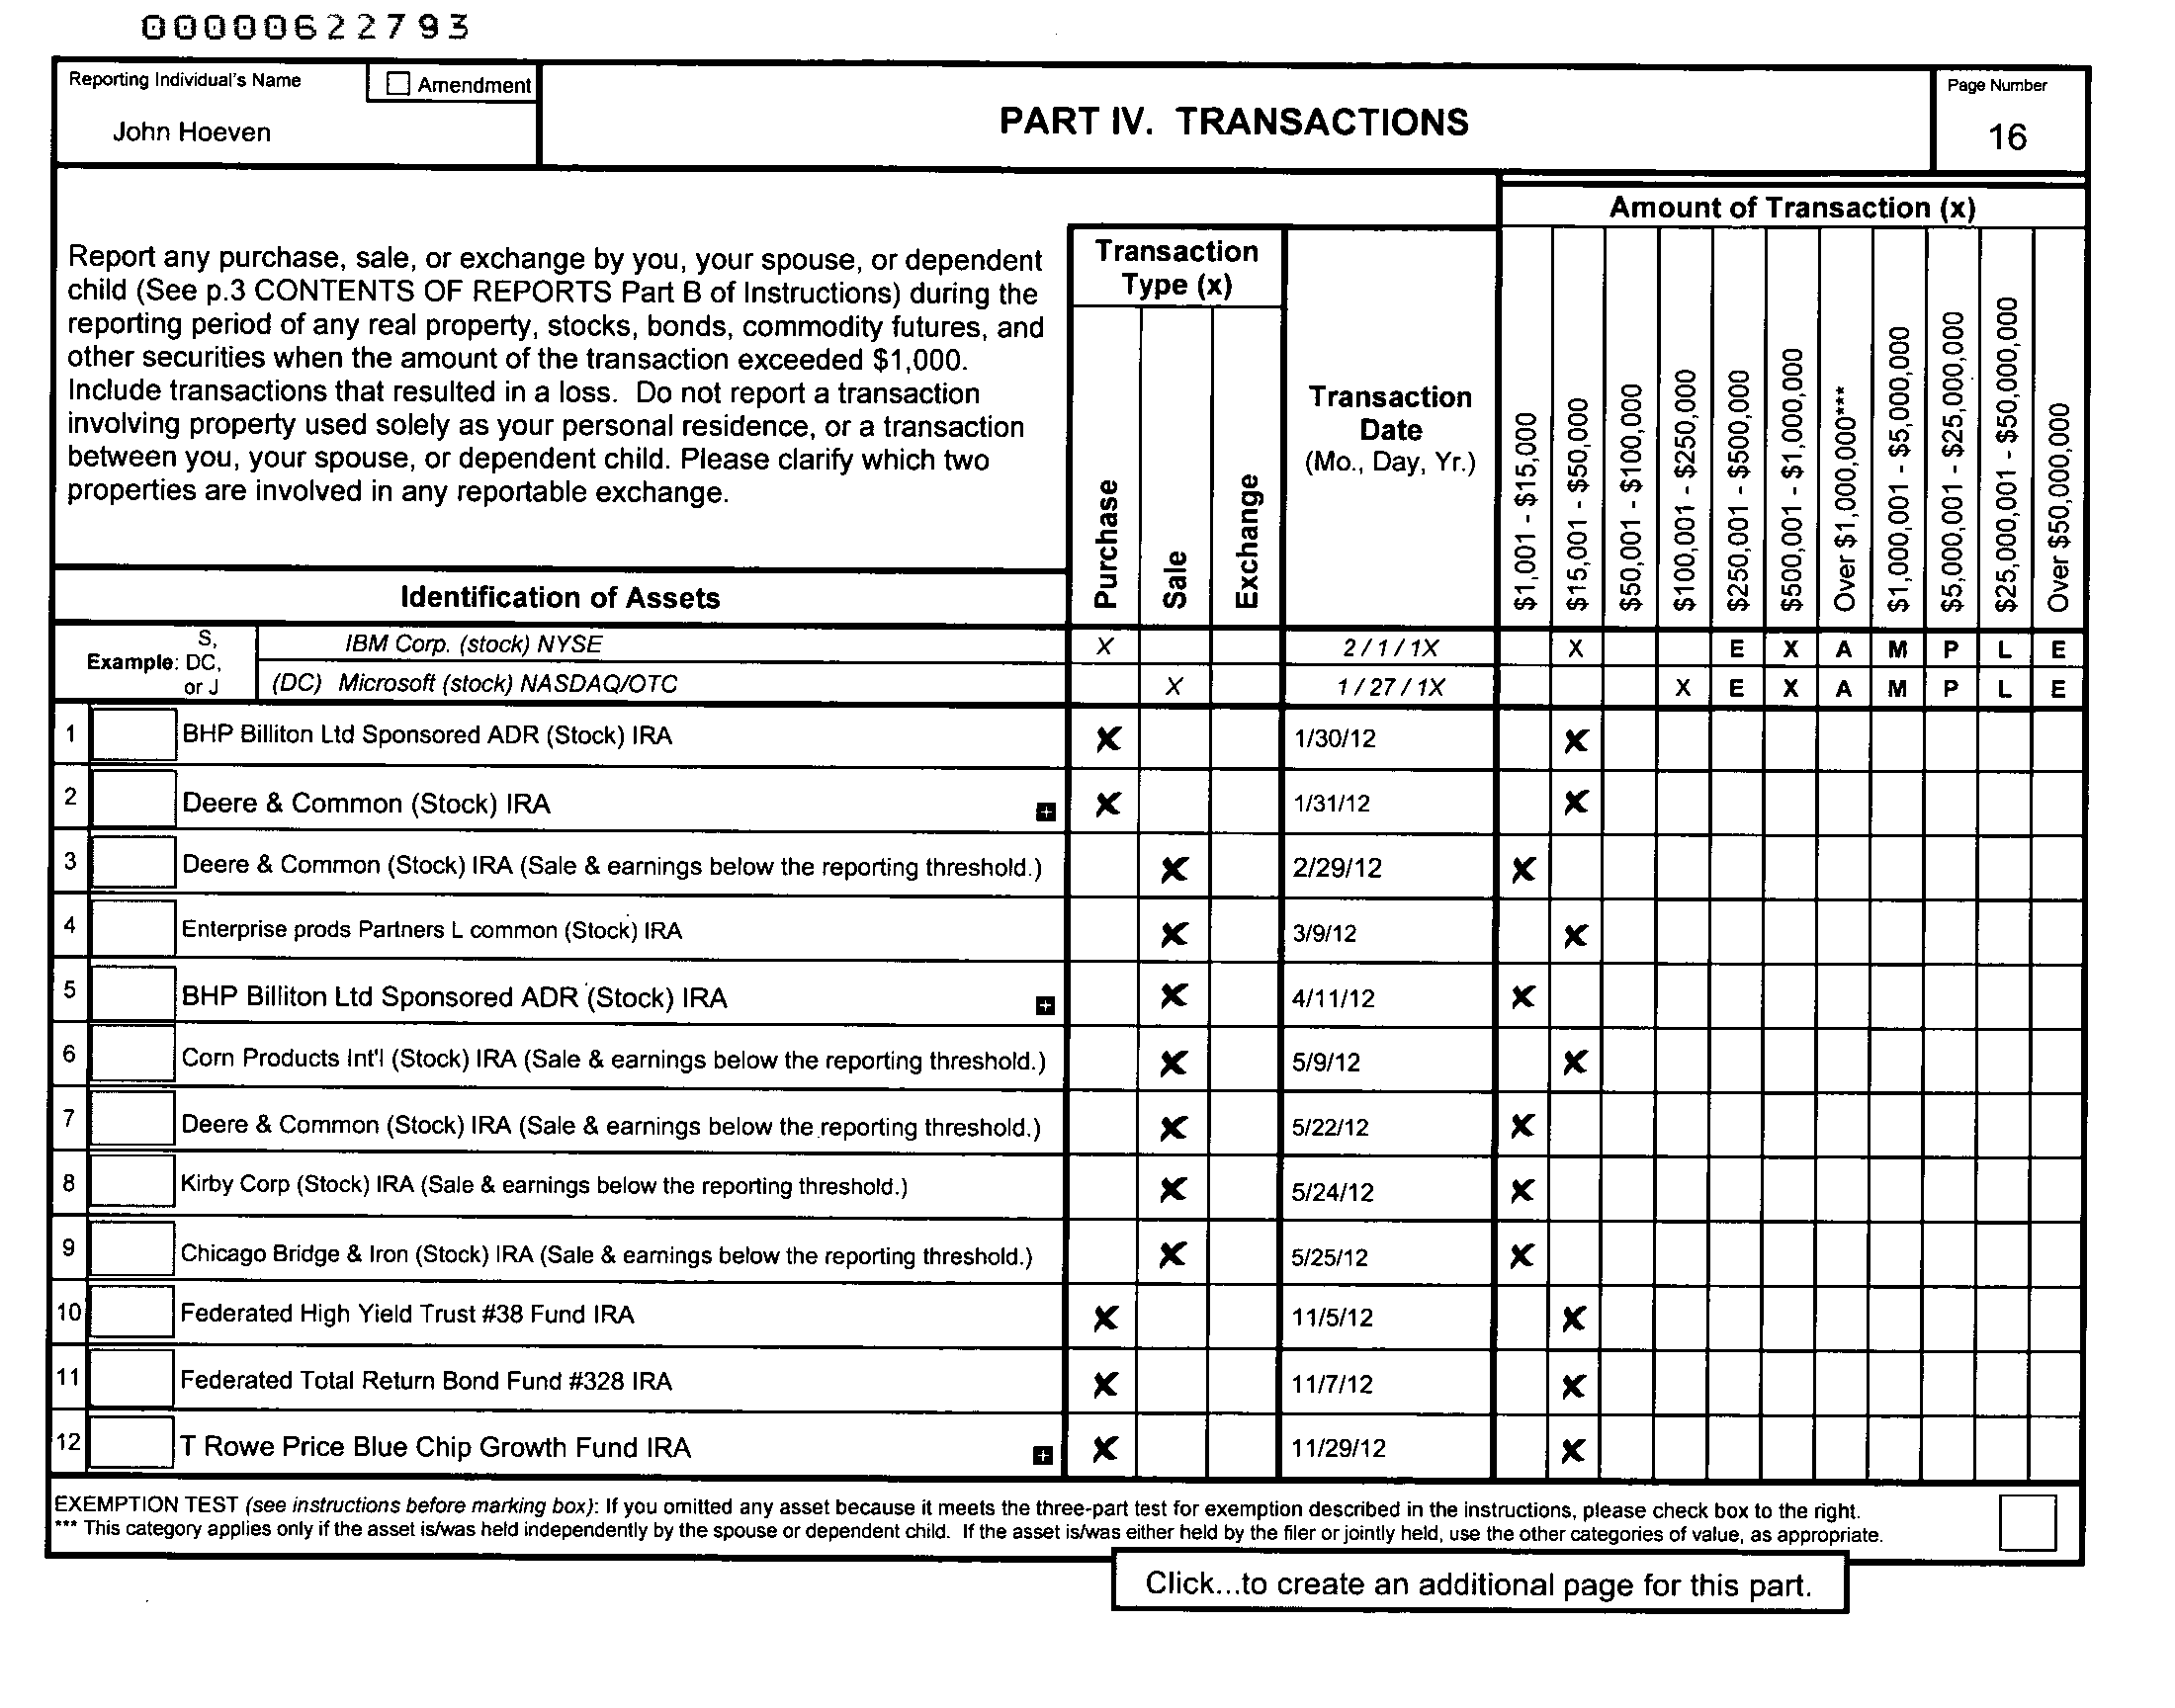 00000622793
Reporting Individual's Name
Amendment
John Hoeven
PART IV. TRANSACTIONS
Page Number
16
Amount of Transaction (x)
Report any purchase, sale, or exchange by you, your spouse, or dependent
child (See p.3 CONTENTS OF REPORTS Part B of Instructions) during the
reporting period of any real property, stocks, bonds, commodity futures, and
other securities when the amount of the transaction exceeded $1,000.
Include transactions that resulted in a loss. Do not report a transaction
involving property used solely as your personal residence, or a transaction
between you, your spouse, or dependent child. Please clarify which two
properties are involved in any reportable exchange.
Transaction
Type (x)
Purchase
Sale
Exchange
Transaction
Date
(Mo., Day, Yr.)
$1,001 - $15,000
$15,001 - $50,000
$50,001 - $100,000
$100,001 - $250,000
$250,001 - $500,000
$500,001 - $1,000,000
Over $1,000,000***
$1,000,001 - $5,000,000
$5,000,001 - $25,000,000
$25,000,001 - $50,000,000
Over $50,000,000
Identification of Assets
Example: S, DC, or J
IBM Corp. (stock) NYSE X 2 / 1 / 1X X E X A M P L E
(DC) Microsoft (stock) NASDAQ/OTC X 1 / 27 / 1X X E X A M P L E
1 BHP Billiton Ltd Sponsored ADR (Stock) IRA X 1/30/12 X
2 Deere & Common (Stock) IRA + X 1/31/12 X
3 Deere & Common (Stock) IRA (Sale & earnings below the reporting threshold.) X 2/29/12 X
4 Enterprise prods Partners L common (Stock) IRA X 3/9/12 X
5 BHP Billiton Ltd Sponsored ADR (Stock) IRA + X 4/11/12 X
6 Corn Products Int'l (Stock) IRA (Sale & earnings below the reporting threshold.) X 5/9/12 X
7 Deere & Common (Stock) IRA (Sale & earnings below the reporting threshold.) X 5/22/12 X
8 Kirby Corp (Stock) IRA (Sale & earnings below the reporting threshold.) X 5/24/12 X
9 Chicago Bridge & Iron (Stock) IRA (Sale & earnings below the reporting threshold.) X 5/25/12 X
10 Federated High Yield Trust #38 Fund IRA X 11/5/12 X
11 Federated Total Return Bond Fund #328 IRA X 11/7/12 X
12 T Rowe Price Blue Chip Growth Fund IRA + X 11/29/12 X
EXEMPTION TEST (see instructions before marking box): If you omitted any asset because it meets the three-part test for exemption described in the instructions, please check box to the right.
*** This category applies only if the asset is/was held independently by the spouse or dependent child. If the asset is/was either held by the filer or jointly held, use the other categories of value, as appropriate.
Click...to create an additional page for this part.